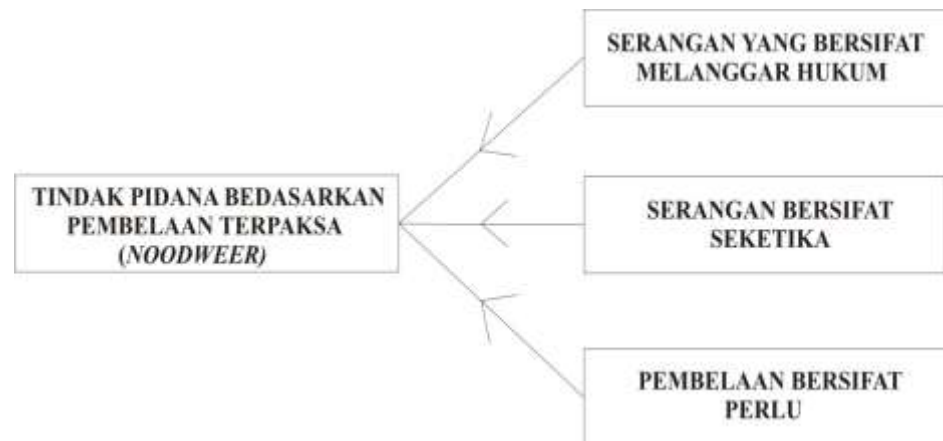 SERANGAN YANG BERSIFAT
MELANGGAR HUKUM
TINDAK PIDANA BEDASARKAN
PEMBELAAN TERPAKSA
(NOODWEER)
SERANGAN BERSIFAT
SEKETIKA
PEMBELAAN BERSIFAT
PERLU